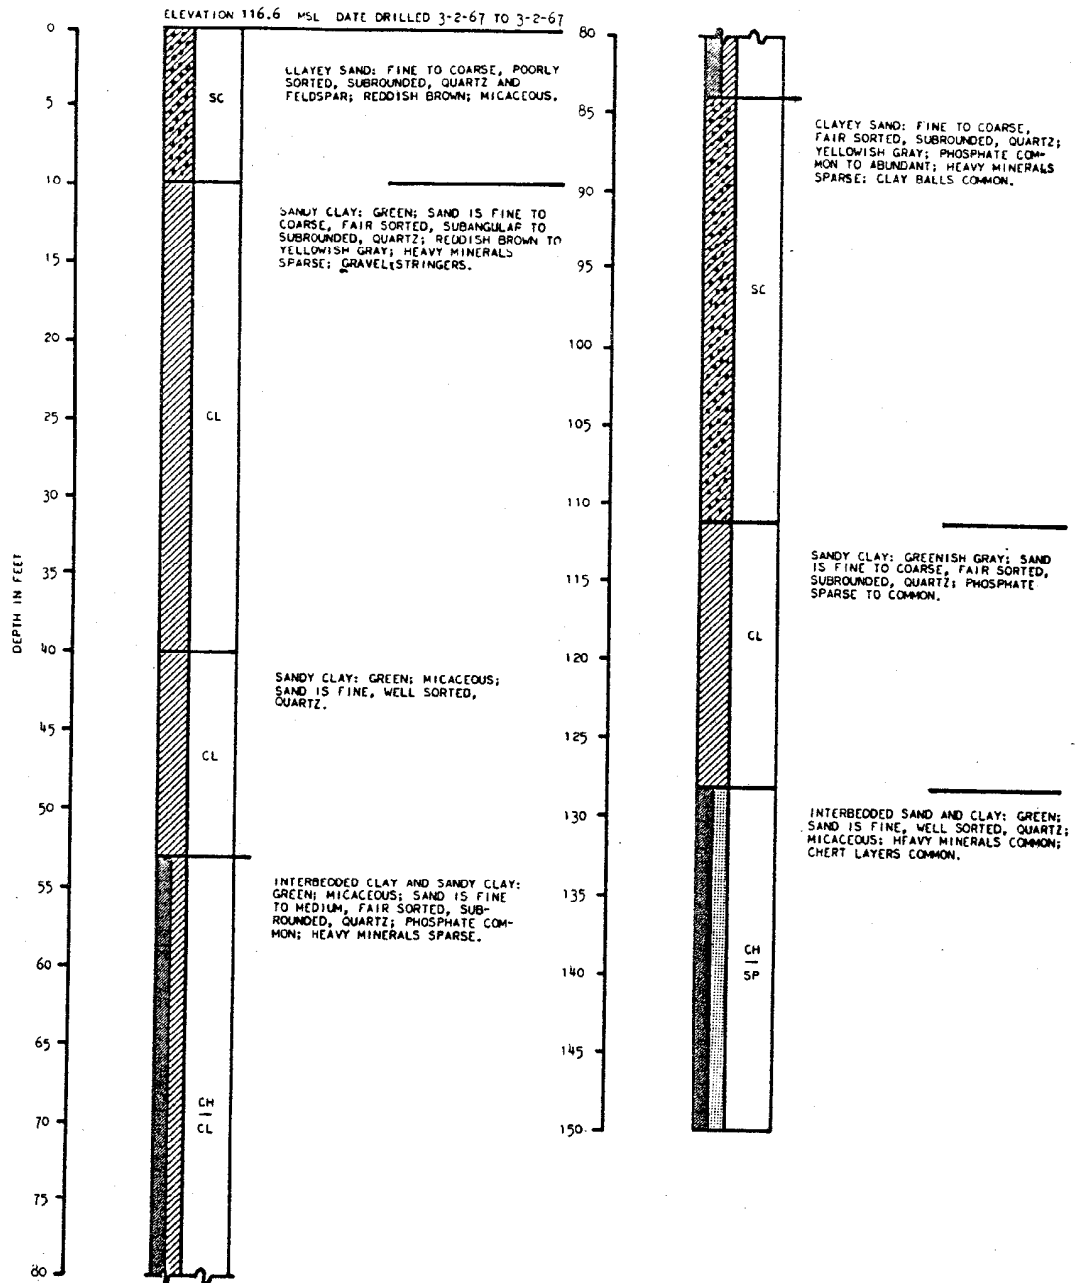 ELEVATION 116.6 MSL DATE DRILLED 3-2-67 TO 3-2-67
DEPTH IN FEET
0
5
10
15
20
25
30
35
40
45
50
55
60
65
70
75
80
SC
CLAYEY SAND: FINE TO COARSE, POORLY
SORTED, SUBROUNDED, QUARTZ AND
FELDSPAR; REDDISH BROWN; MICACEOUS.
CL
SANDY CLAY: GREEN; SAND IS FINE TO
COARSE, FAIR SORTED, SUBANGULAR TO
SUBROUNDED, QUARTZ; REDDISH BROWN TO
YELLOWISH GRAY; HEAVY MINERALS
SPARSE; GRAVEL STRINGERS.
CL
SANDY CLAY: GREEN; MICACEOUS;
SAND IS FINE, WELL SORTED,
QUARTZ.
CH
CL
INTERBEDDED CLAY AND SANDY CLAY:
GREEN; MICACEOUS; SAND IS FINE
TO MEDIUM, FAIR SORTED, SUB-
ROUNDED, QUARTZ; PHOSPHATE COM-
MON; HEAVY MINERALS SPARSE.
80
85
90
95
100
105
110
115
120
125
130
135
140
145
150
SC
CLAYEY SAND: FINE TO COARSE,
FAIR SORTED, SUBROUNDED, QUARTZ;
YELLOWISH GRAY; PHOSPHATE COM-
MON TO ABUNDANT; HEAVY MINERALS
SPARSE; CLAY BALLS COMMON.
CL
SANDY CLAY: GREENISH GRAY; SAND
IS FINE TO COARSE, FAIR SORTED,
SUBROUNDED, QUARTZ; PHOSPHATE
SPARSE TO COMMON.
CH
SP
INTERBEDDED SAND AND CLAY: GREEN;
SAND IS FINE, WELL SORTED, QUARTZ;
MICACEOUS; HEAVY MINERALS COMMON;
CHERT LAYERS COMMON.